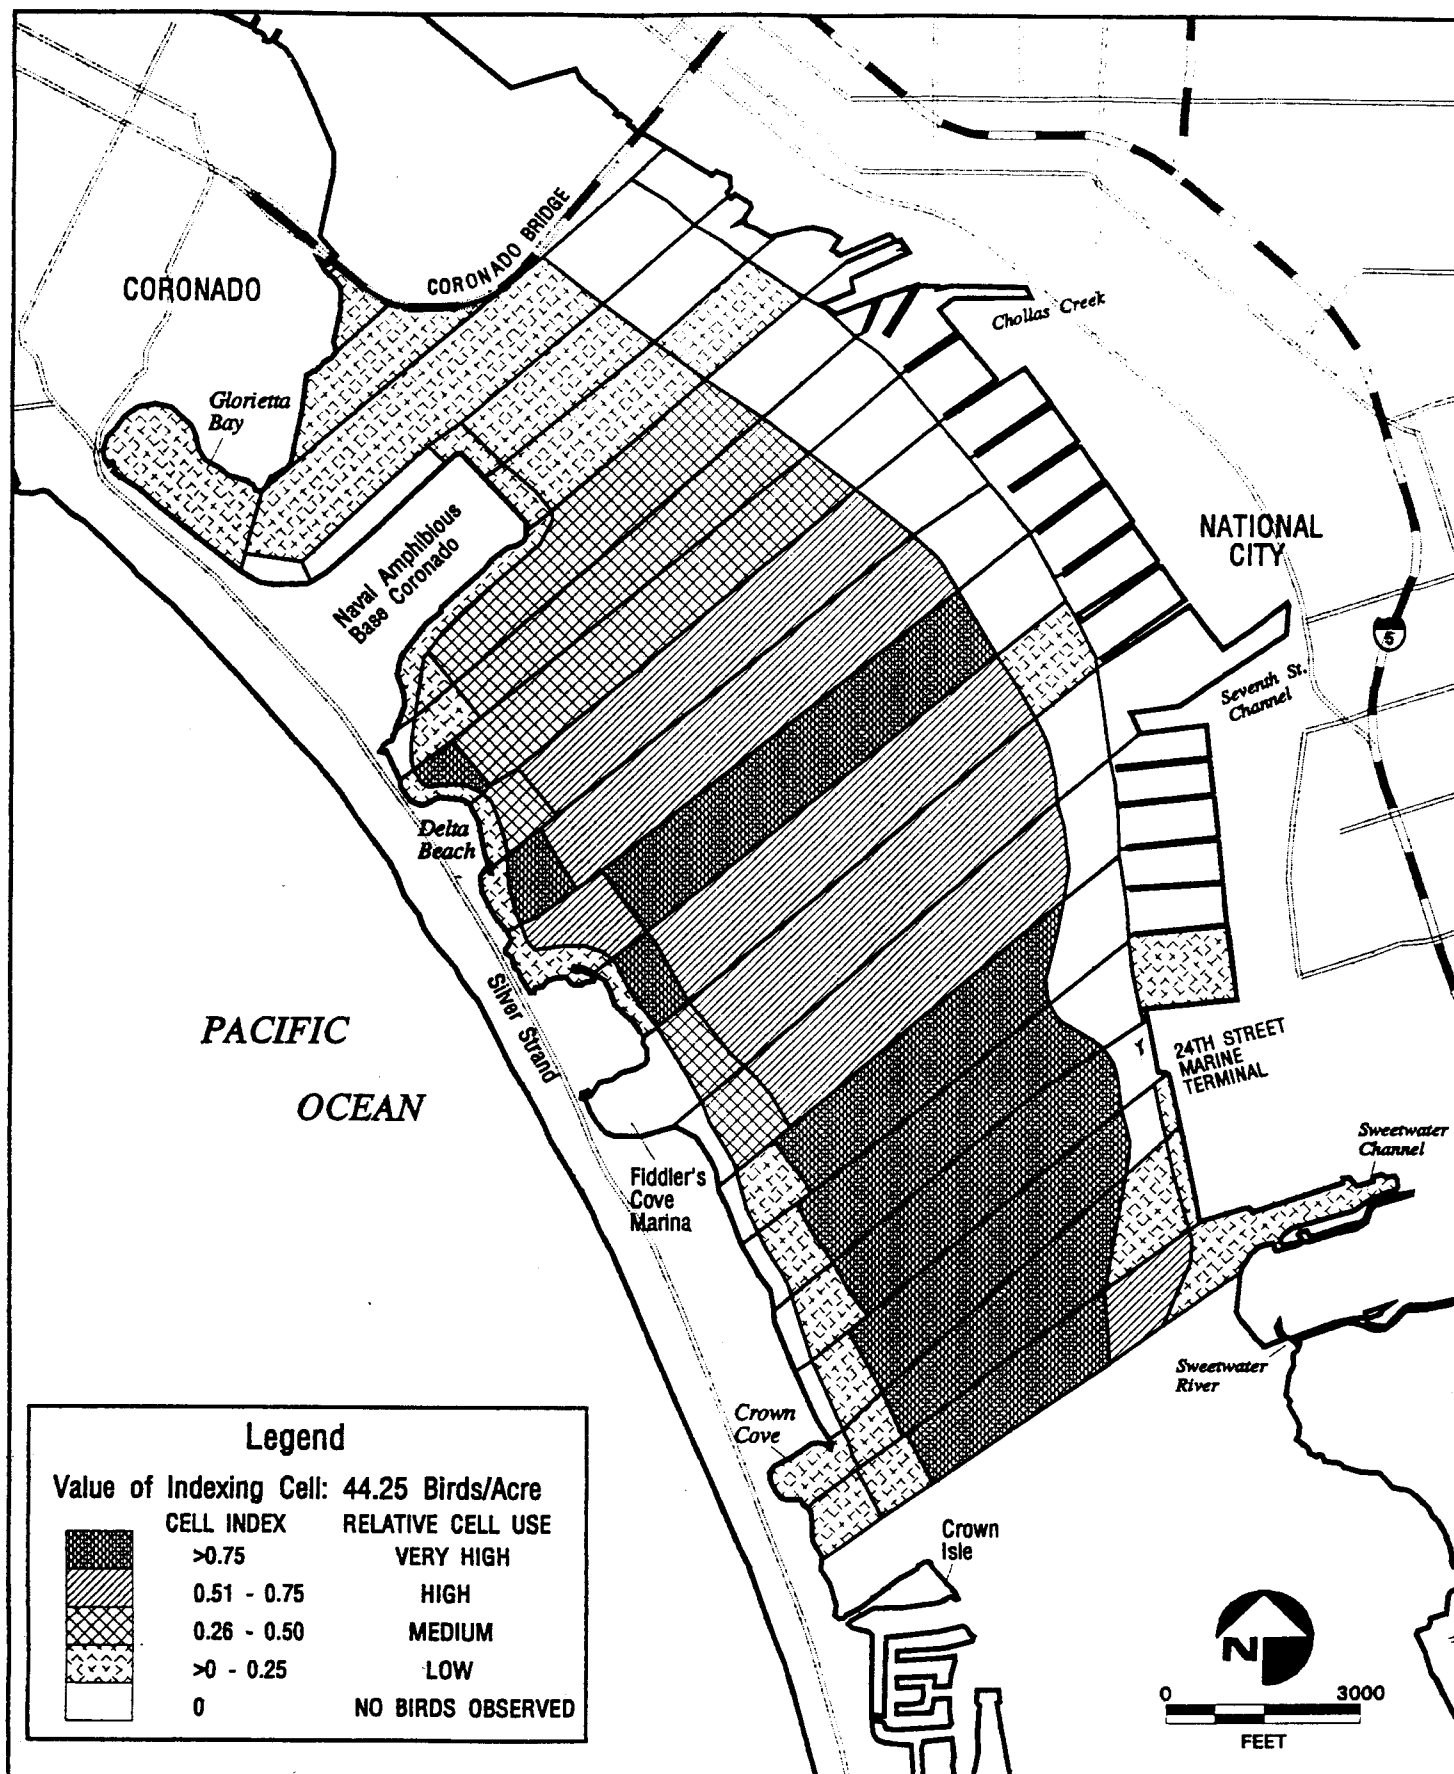 CORONADO BRIDGE
CORONADO
Chollas Creek
Glorietta
Bay
Naval Amphibious
Base Coronado
NATIONAL
CITY
5
Seventh St.
Channel
Delta
Beach
Silver Strand
PACIFIC
OCEAN
24TH STREET
MARINE
TERMINAL
Sweetwater
Channel
Fiddler's
Cove
Marina
Sweetwater
River
Crown
Cove
Crown
Isle
Legend
Value of Indexing Cell: 44.25 Birds/Acre
CELL INDEX RELATIVE CELL USE
>0.75 VERY HIGH
0.51 - 0.75 HIGH
0.26 - 0.50 MEDIUM
>0 - 0.25 LOW
0 NO BIRDS OBSERVED
N
0 3000
FEET